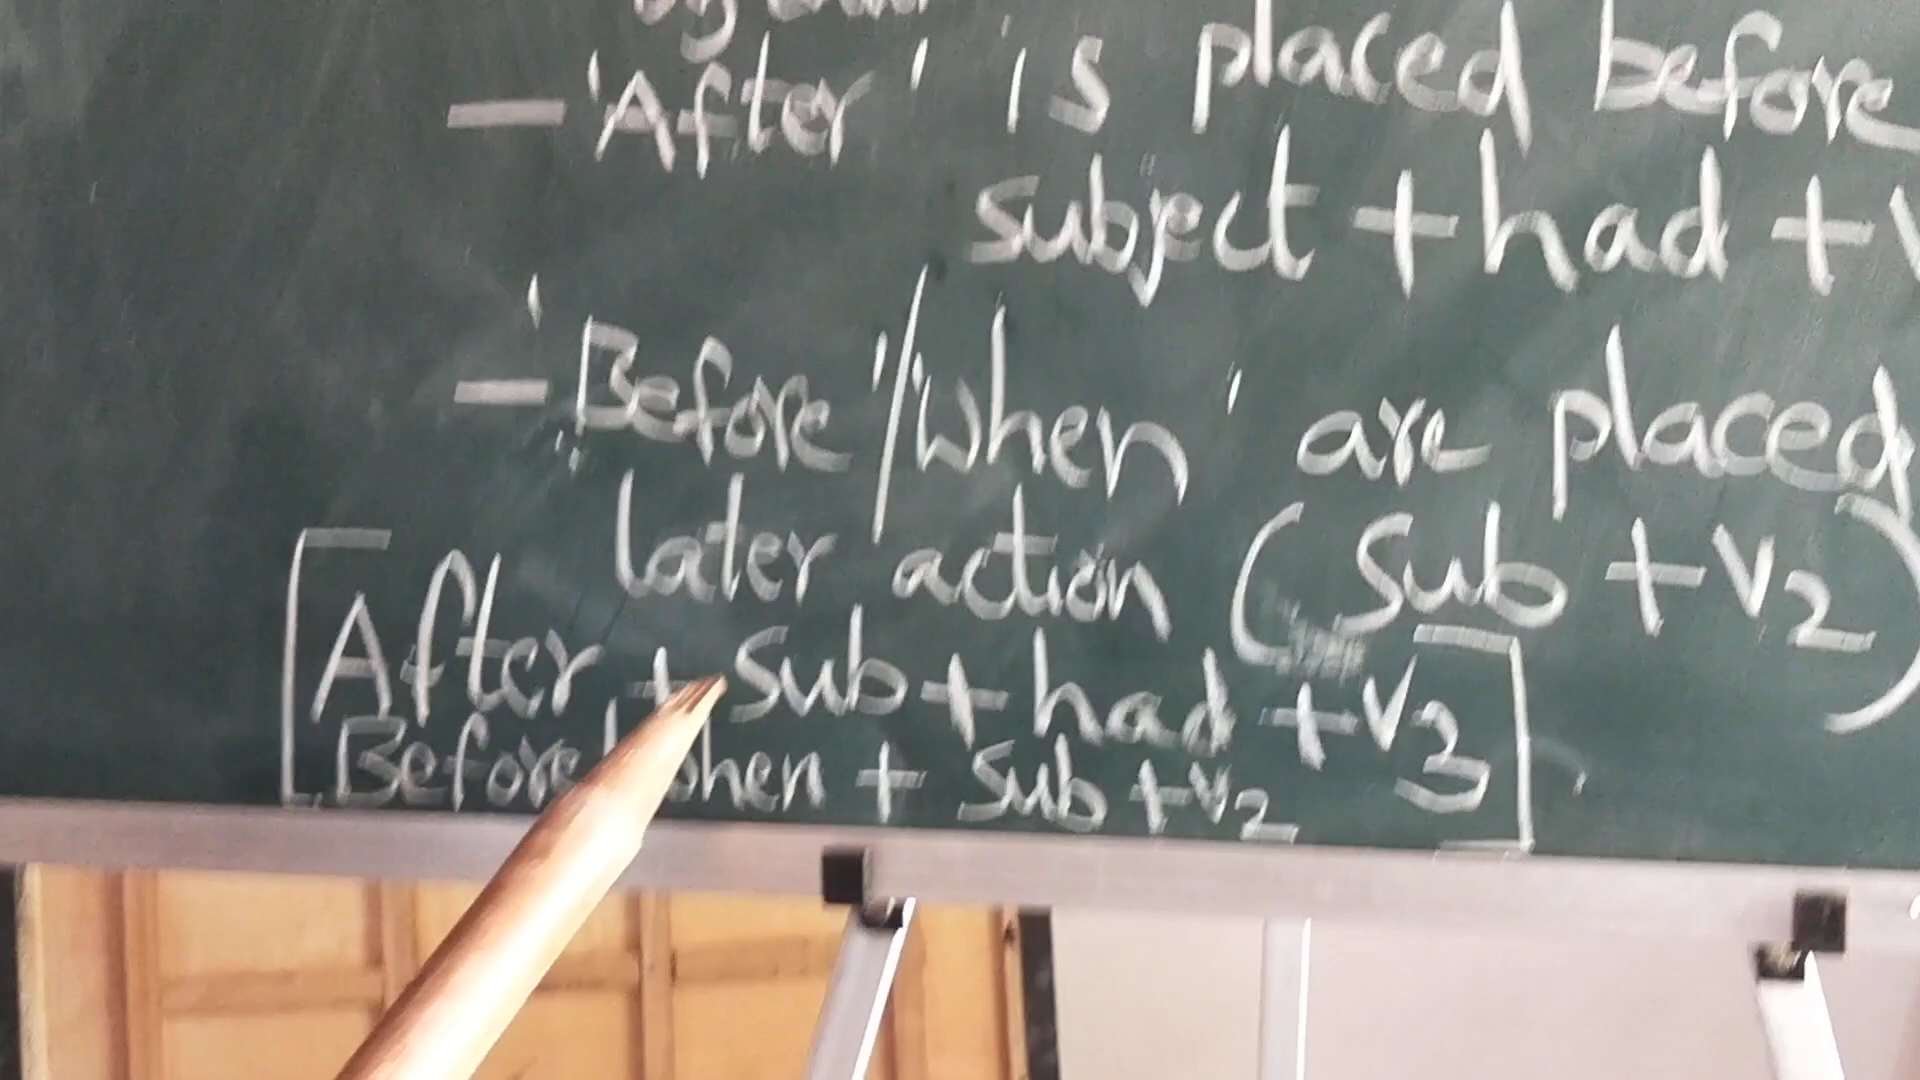 - 'After' is placed before
subject + had + V
- 'Before'/'when' are placed
later action (Sub + V2)
[After + Sub + had + V3]
Before/when + Sub + V2